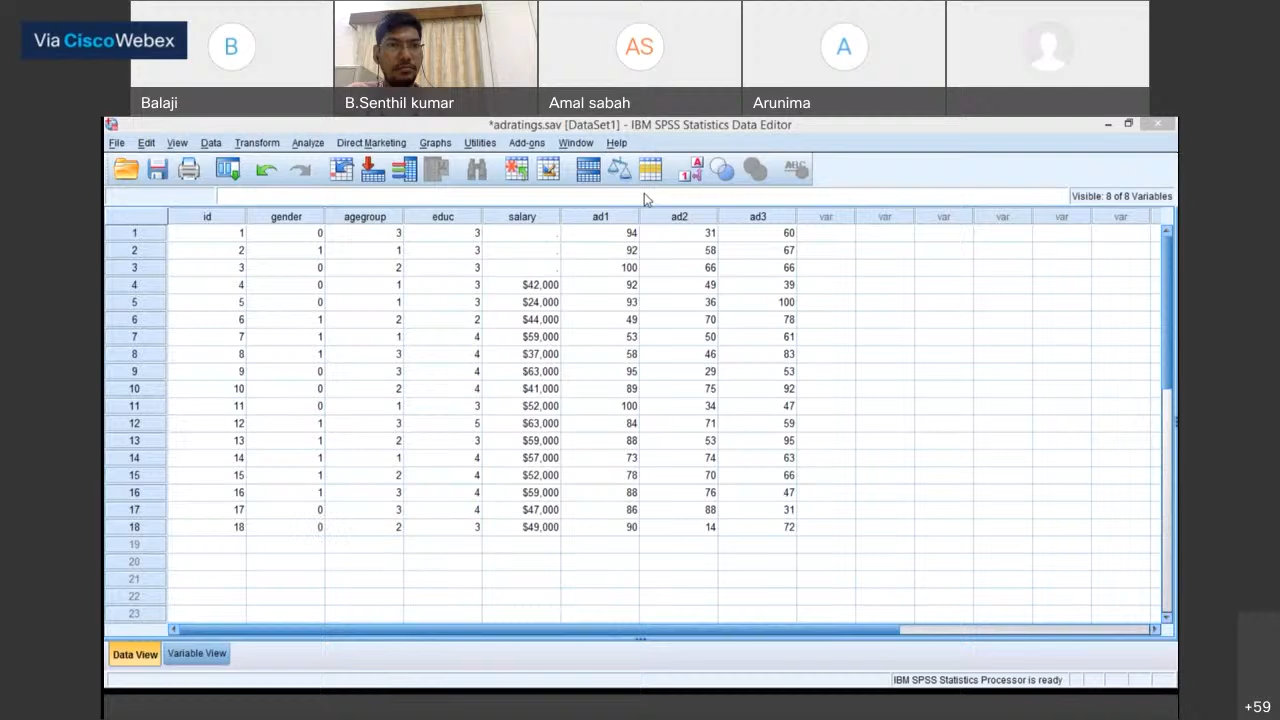 Via Cisco Webex
B
AS
A
Balaji
B.Senthil kumar
Amal sabah
Arunima
*adratings.sav [DataSet1] - IBM SPSS Statistics Data Editor
File Edit View Data Transform Analyze Direct Marketing Graphs Utilities Add-ons Window Help
Visible: 8 of 8 Variables
id gender agegroup educ salary ad1 ad2 ad3 var var var var var var
1 1 0 3 3 . 94 31 60
2 2 1 1 3 . 92 58 67
3 3 0 2 3 . 100 66 66
4 4 0 1 3 $42,000 92 49 39
5 5 0 1 3 $24,000 93 36 100
6 6 1 2 2 $44,000 49 70 78
7 7 1 1 4 $59,000 53 50 61
8 8 1 3 4 $37,000 58 46 83
9 9 0 3 4 $63,000 95 29 53
10 10 0 2 4 $41,000 89 75 92
11 11 0 1 3 $52,000 100 34 47
12 12 1 3 5 $63,000 84 71 59
13 13 1 2 3 $59,000 88 53 95
14 14 1 1 4 $57,000 73 74 63
15 15 1 2 4 $52,000 78 70 66
16 16 1 3 4 $59,000 88 76 47
17 17 0 3 4 $47,000 86 88 31
18 18 0 2 3 $49,000 90 14 72
19
20
21
22
23
Data View Variable View
IBM SPSS Statistics Processor is ready
+59